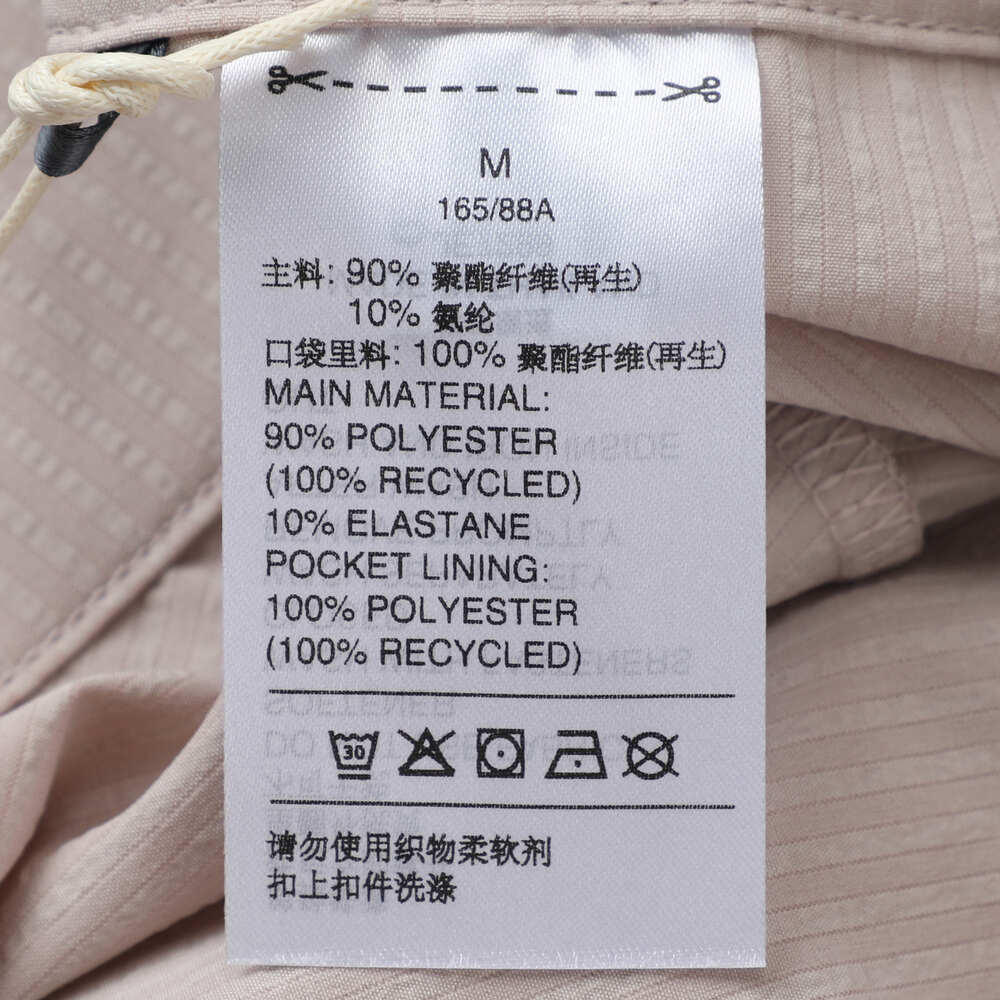 M
165/88A
主料: 90% 聚酯纤维(再生)
10% 氨纶
口袋里料: 100% 聚酯纤维(再生)
MAIN MATERIAL:
90% POLYESTER
(100% RECYCLED)
10% ELASTANE
POCKET LINING:
100% POLYESTER
(100% RECYCLED)
30
请勿使用织物柔软剂
扣上扣件洗涤